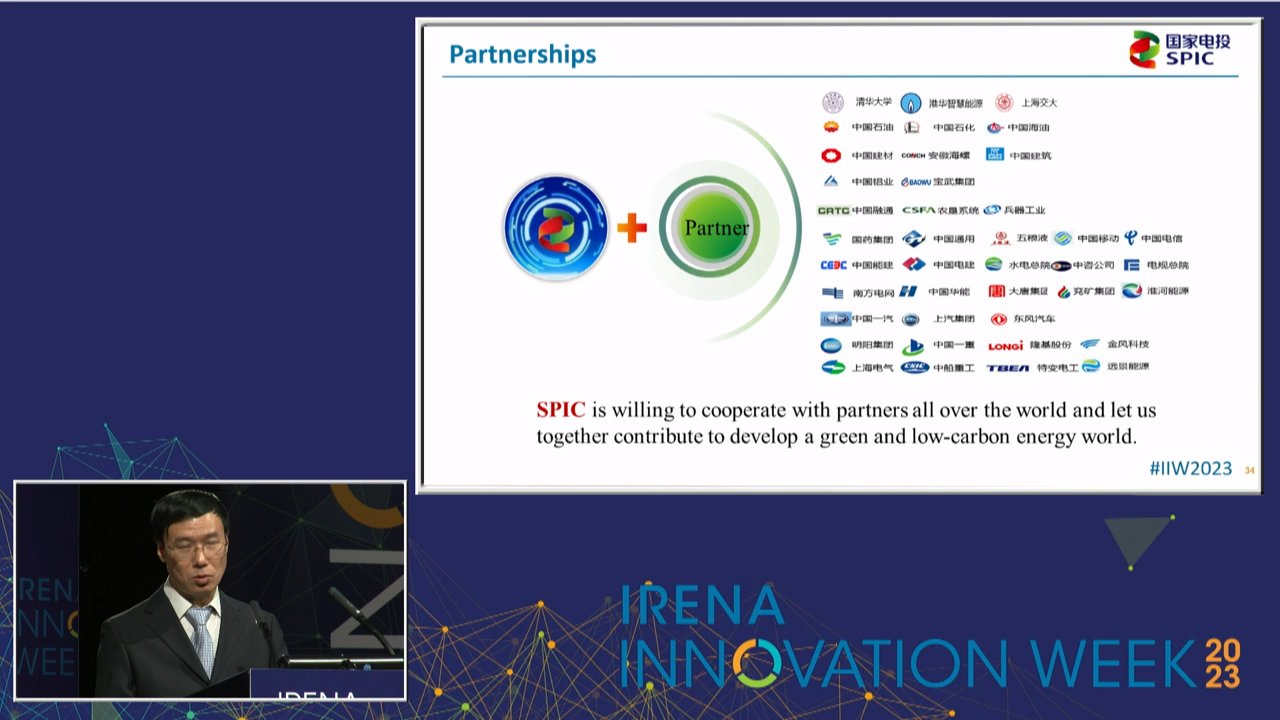 Partnerships
国家电投
SPIC
清华大学 港华智慧能源 上海交大
中国石油 中国石化 中国海油
中国建材 CONCH 安徽海螺 中国建筑
中国铝业 BAOWU 宝武集团
CRTC 中国融通 CSFA 农垦系统 兵器工业
国药集团 中国通用 五粮液 中国移动 中国电信
中国能建 中国电建 水电总院 中咨公司 电规总院
南方电网 中国华能 大唐集团 兖矿集团 淮河能源
中国一汽 上汽集团 东风汽车
明阳集团 中国一重 LONGi 隆基股份 金风科技
上海电气 CSIC 中船重工 TBEA 特变电工 远景能源
Partner
SPIC is willing to cooperate with partners all over the world and let us
together contribute to develop a green and low-carbon energy world.
#IIW2023 34
IRENA
INNOVATION WEEK 2023
IRENA